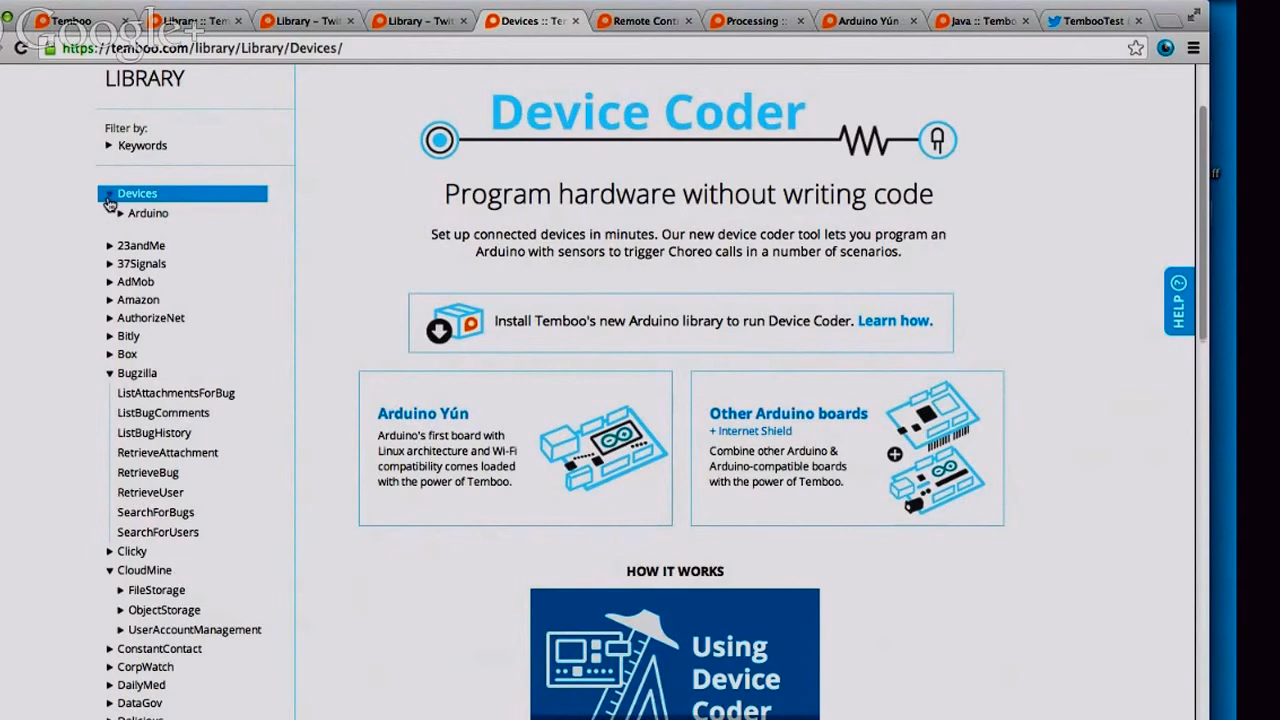 Temboo
Library :: Tem
Library – Twit
Library – Twit
Devices :: Tem
Remote Cont
Processing ::
Arduino Yún
Java :: Tembo
TembooTest
Google+
https://temboo.com/library/Library/Devices/
LIBRARY
Filter by:
Keywords
Devices
Arduino
23andMe
37Signals
AdMob
Amazon
AuthorizeNet
Bitly
Box
Bugzilla
ListAttachmentsForBug
ListBugComments
ListBugHistory
RetrieveAttachment
RetrieveBug
RetrieveUser
SearchForBugs
SearchForUsers
Clicky
CloudMine
FileStorage
ObjectStorage
UserAccountManagement
ConstantContact
CorpWatch
DailyMed
DataGov
Delicious
Device Coder
Program hardware without writing code
Set up connected devices in minutes. Our new device coder tool lets you program an
Arduino with sensors to trigger Choreo calls in a number of scenarios.
Install Temboo's new Arduino library to run Device Coder. Learn how.
Arduino Yún
Arduino's first board with
Linux architecture and Wi-Fi
compatibility comes loaded
with the power of Temboo.
Other Arduino boards
+ Internet Shield
Combine other Arduino &
Arduino-compatible boards
with the power of Temboo.
HOW IT WORKS
Using
Device
Coder
HELP ?